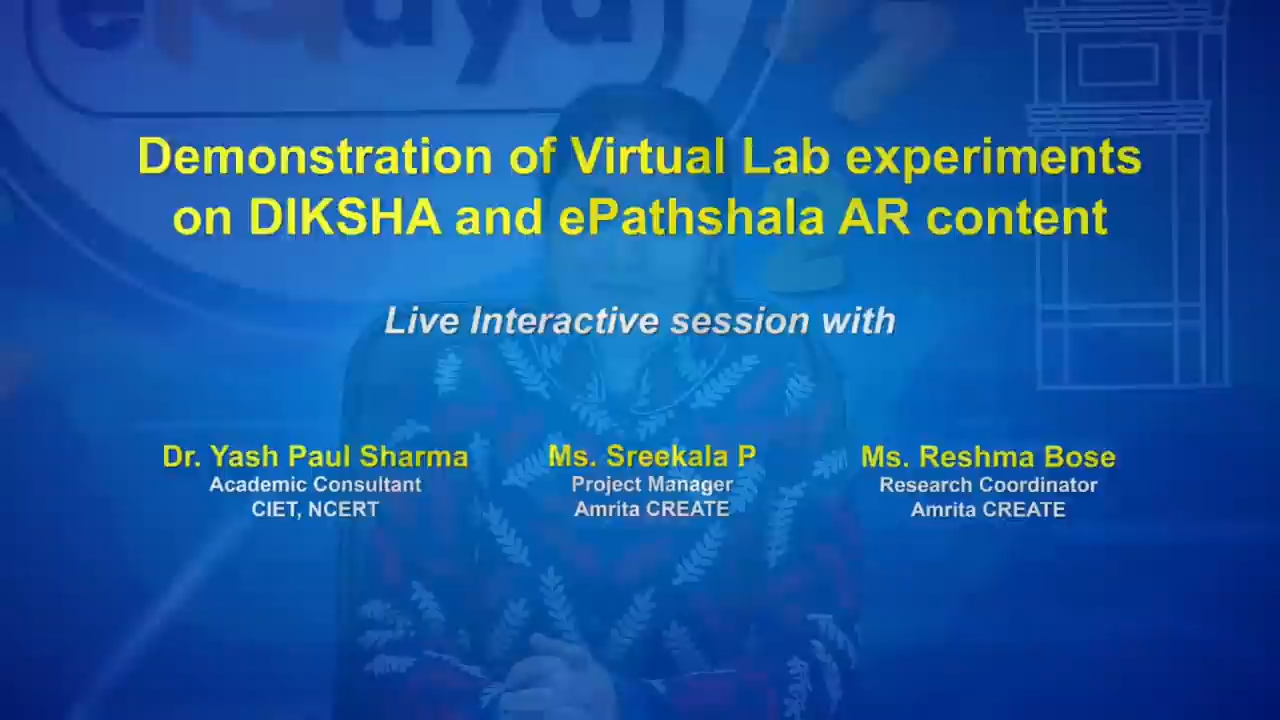 Demonstration of Virtual Lab experiments
on DIKSHA and ePathshala AR content
Live Interactive session with
Dr. Yash Paul Sharma
Academic Consultant
CIET, NCERT
Ms. Sreekala P
Project Manager
Amrita CREATE
Ms. Reshma Bose
Research Coordinator
Amrita CREATE